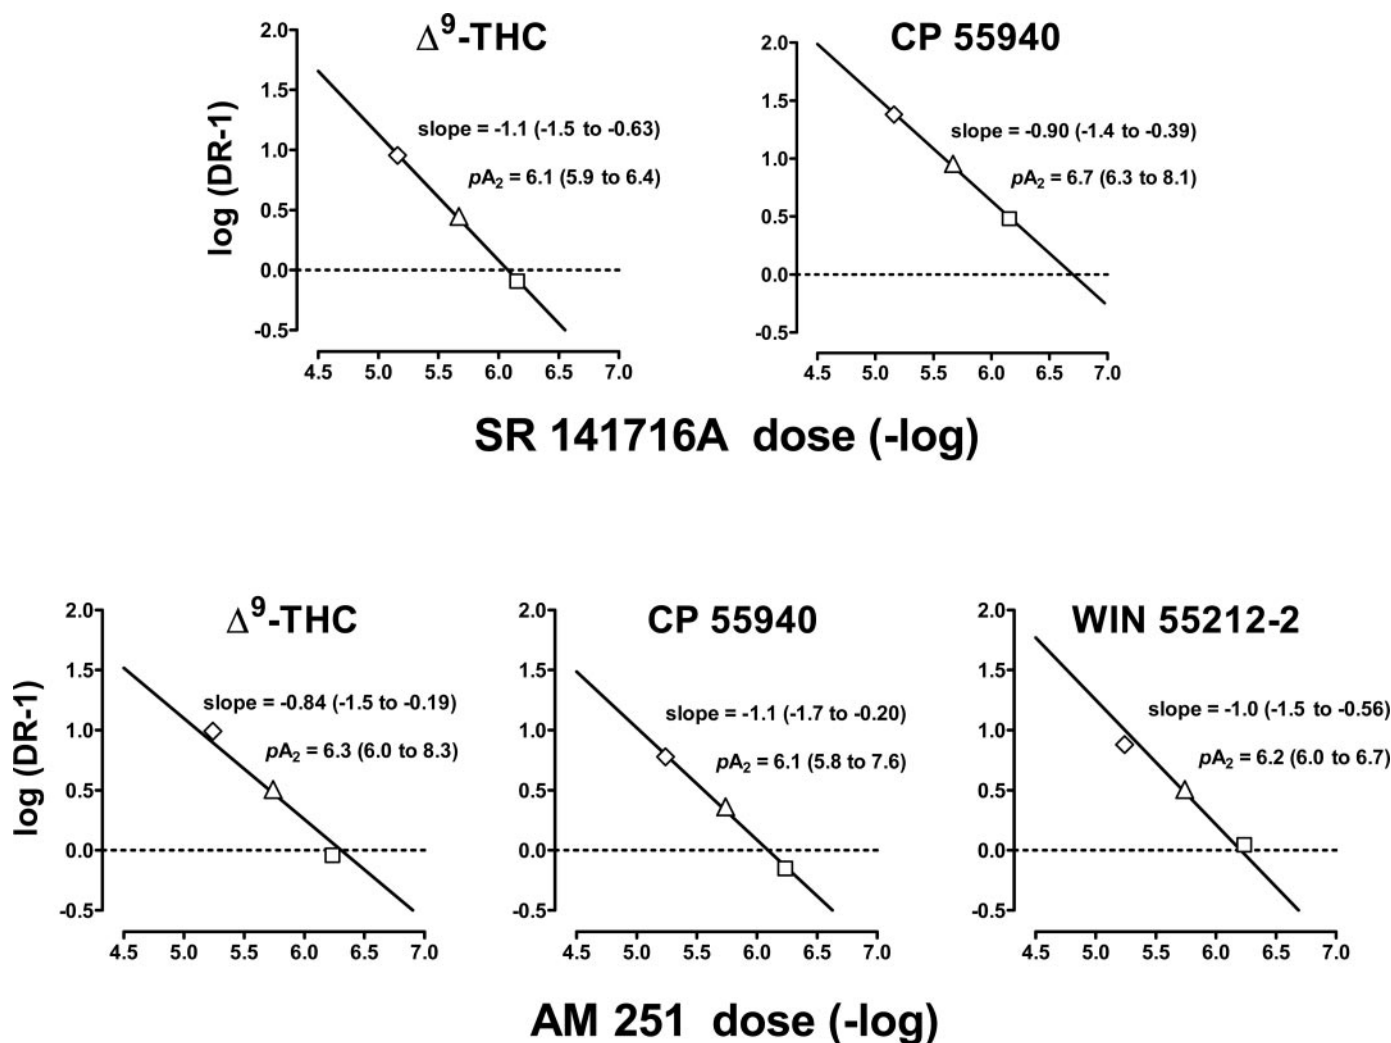 Δ⁹-THC
CP 55940
log (DR-1)
2.0
1.5
1.0
0.5
0.0
-0.5
slope = -1.1 (-1.5 to -0.63)
pA₂ = 6.1 (5.9 to 6.4)
4.5 5.0 5.5 6.0 6.5 7.0
2.0
1.5
1.0
0.5
0.0
-0.5
slope = -0.90 (-1.4 to -0.39)
pA₂ = 6.7 (6.3 to 8.1)
4.5 5.0 5.5 6.0 6.5 7.0
SR 141716A dose (-log)
Δ⁹-THC
CP 55940
WIN 55212-2
log (DR-1)
2.0
1.5
1.0
0.5
0.0
-0.5
slope = -0.84 (-1.5 to -0.19)
pA₂ = 6.3 (6.0 to 8.3)
4.5 5.0 5.5 6.0 6.5 7.0
2.0
1.5
1.0
0.5
0.0
-0.5
slope = -1.1 (-1.7 to -0.20)
pA₂ = 6.1 (5.8 to 7.6)
4.5 5.0 5.5 6.0 6.5 7.0
2.0
1.5
1.0
0.5
0.0
-0.5
slope = -1.0 (-1.5 to -0.56)
pA₂ = 6.2 (6.0 to 6.7)
4.5 5.0 5.5 6.0 6.5 7.0
AM 251 dose (-log)